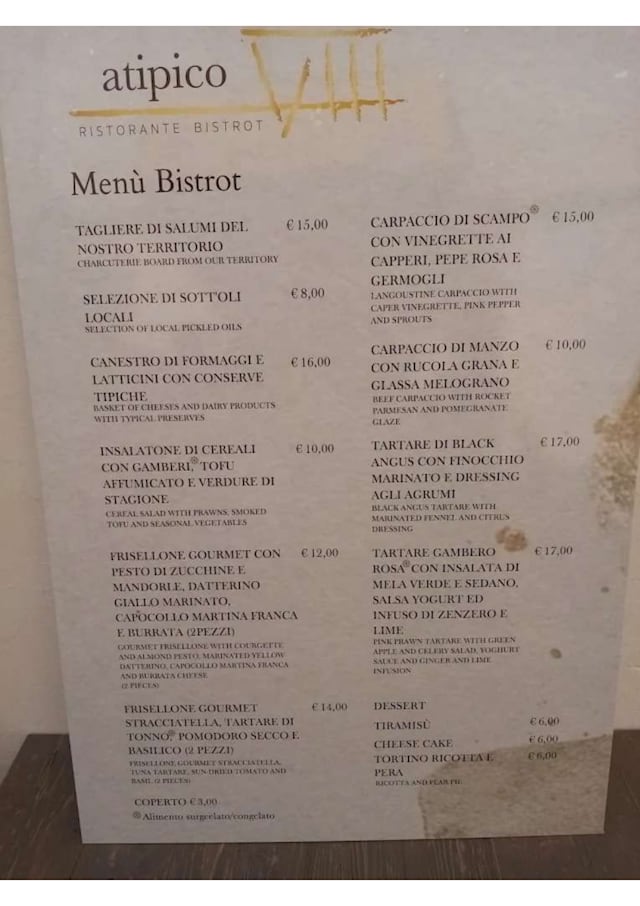 atipico VIII
RISTORANTE BISTROT
Menù Bistrot
TAGLIERE DI SALUMI DEL € 15,00
NOSTRO TERRITORIO
CHARCUTERIE BOARD FROM OUR TERRITORY
SELEZIONE DI SOTT'OLI € 8,00
LOCALI
SELECTION OF LOCAL PICKLED OILS
CANESTRO DI FORMAGGI E € 16,00
LATTICINI CON CONSERVE
TIPICHE
BASKET OF CHEESES AND DAIRY PRODUCTS
WITH TYPICAL PRESERVES
INSALATONE DI CEREALI € 10,00
CON GAMBERI,* TOFU
AFFUMICATO E VERDURE DI
STAGIONE
CEREAL SALAD WITH PRAWNS, SMOKED
TOFU AND SEASONAL VEGETABLES
FRISELLONE GOURMET CON € 12,00
PESTO DI ZUCCHINE E
MANDORLE, DATTERINO
GIALLO MARINATO,
CAPOCOLLO MARTINA FRANCA
E BURRATA (2PEZZI)
GOURMET FRISELLONE WITH COURGETTE
AND ALMOND PESTO, MARINATED YELLOW
DATTERINO, CAPOCOLLO MARTINA FRANCA
AND BURRATA CHEESE
(2 PIECES)
FRISELLONE GOURMET € 14,00
STRACCIATELLA, TARTARE DI
TONNO,* POMODORO SECCO E
BASILICO (2 PEZZI)
FRISELLONE GOURMET STRACCIATELLA,
TUNA TARTARE, SUN-DRIED TOMATO AND
BASIL (2 PIECES)
COPERTO € 3,00
* Alimento surgelato/congelato
CARPACCIO DI SCAMPO* € 15,00
CON VINEGRETTE AI
CAPPERI, PEPE ROSA E
GERMOGLI
LANGOUSTINE CARPACCIO WITH
CAPER VINEGRETTE, PINK PEPPER
AND SPROUTS
CARPACCIO DI MANZO € 10,00
CON RUCOLA GRANA E
GLASSA MELOGRANO
BEEF CARPACCIO WITH ROCKET
PARMESAN AND POMEGRANATE
GLAZE
TARTARE DI BLACK € 17,00
ANGUS CON FINOCCHIO
MARINATO E DRESSING
AGLI AGRUMI
BLACK ANGUS TARTARE WITH
MARINATED FENNEL AND CITRUS
DRESSING
TARTARE GAMBERO € 17,00
ROSA* CON INSALATA DI
MELA VERDE E SEDANO,
SALSA YOGURT ED
INFUSO DI ZENZERO E
LIME
PINK PRAWN TARTARE WITH GREEN
APPLE AND CELERY SALAD, YOGHURT
SAUCE AND GINGER AND LIME
INFUSION
DESSERT
TIRAMISÙ € 6,00
CHEESE CAKE € 6,00
TORTINO RICOTTA E € 6,00
PERA
RICOTTA AND PEAR PIE